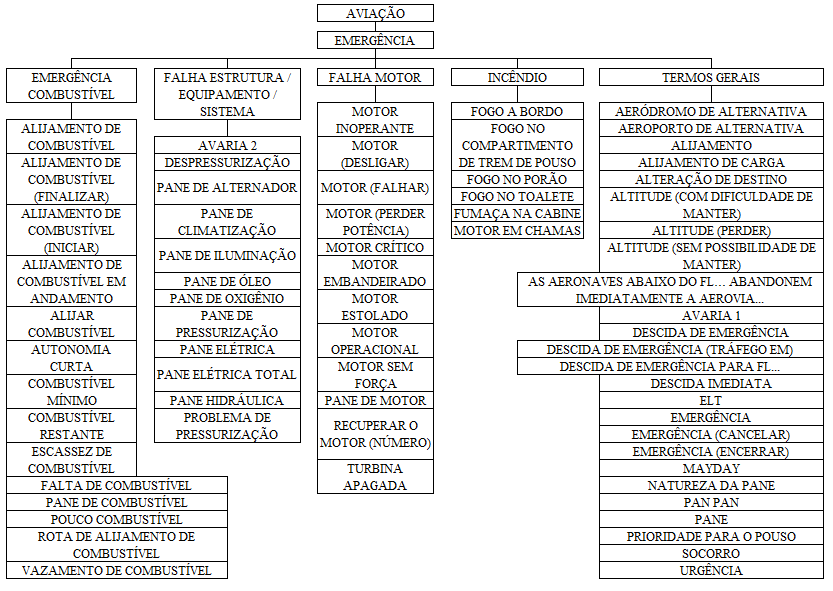 AVIAÇÃO
EMERGÊNCIA
EMERGÊNCIA
COMBUSTÍVEL
ALIJAMENTO DE
COMBUSTÍVEL
ALIJAMENTO DE
COMBUSTÍVEL
(FINALIZAR)
ALIJAMENTO DE
COMBUSTÍVEL
(INICIAR)
ALIJAMENTO DE
COMBUSTÍVEL EM
ANDAMENTO
ALIJAR
COMBUSTÍVEL
AUTONOMIA
CURTA
COMBUSTÍVEL
MÍNIMO
COMBUSTÍVEL
RESTANTE
ESCASSEZ DE
COMBUSTÍVEL
FALTA DE COMBUSTÍVEL
PANE DE COMBUSTÍVEL
POUCO COMBUSTÍVEL
ROTA DE ALIJAMENTO DE
COMBUSTÍVEL
VAZAMENTO DE COMBUSTÍVEL
FALHA ESTRUTURA /
EQUIPAMENTO /
SISTEMA
AVARIA 2
DESPRESSURIZAÇÃO
PANE DE ALTERNADOR
PANE DE
CLIMATIZAÇÃO
PANE DE ILUMINAÇÃO
PANE DE ÓLEO
PANE DE OXIGÊNIO
PANE DE
PRESSURIZAÇÃO
PANE ELÉTRICA
PANE ELÉTRICA TOTAL
PANE HIDRÁULICA
PROBLEMA DE
PRESSURIZAÇÃO
FALHA MOTOR
MOTOR
INOPERANTE
MOTOR
(DESLIGAR)
MOTOR (FALHAR)
MOTOR (PERDER
POTÊNCIA)
MOTOR CRÍTICO
MOTOR
EMBANDEIRADO
MOTOR
ESTOLADO
MOTOR
OPERACIONAL
MOTOR SEM
FORÇA
PANE DE MOTOR
RECUPERAR O
MOTOR (NÚMERO)
TURBINA
APAGADA
INCÊNDIO
FOGO A BORDO
FOGO NO
COMPARTIMENTO
DE TREM DE POUSO
FOGO NO PORÃO
FOGO NO TOALETE
FUMAÇA NA CABINE
MOTOR EM CHAMAS
TERMOS GERAIS
AERÓDROMO DE ALTERNATIVA
AEROPORTO DE ALTERNATIVA
ALIJAMENTO
ALIJAMENTO DE CARGA
ALTERAÇÃO DE DESTINO
ALTITUDE (COM DIFICULDADE DE
MANTER)
ALTITUDE (PERDER)
ALTITUDE (SEM POSSIBILIDADE DE
MANTER)
AS AERONAVES ABAIXO DO FL… ABANDONEM
IMEDIATAMENTE A AEROVIA...
AVARIA 1
DESCIDA DE EMERGÊNCIA
DESCIDA DE EMERGÊNCIA (TRÁFEGO EM)
DESCIDA DE EMERGÊNCIA PARA FL...
DESCIDA IMEDIATA
ELT
EMERGÊNCIA
EMERGÊNCIA (CANCELAR)
EMERGÊNCIA (ENCERRAR)
MAYDAY
NATUREZA DA PANE
PAN PAN
PANE
PRIORIDADE PARA O POUSO
SOCORRO
URGÊNCIA